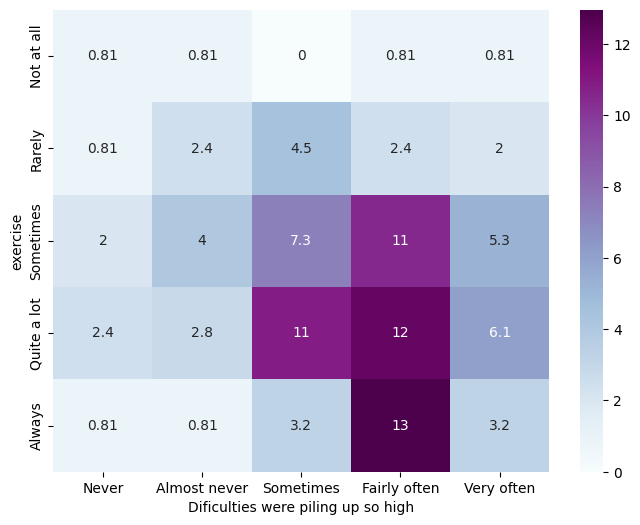 Not at all 0.81 0.81 0 0.81 0.81
Rarely 0.81 2.4 4.5 2.4 2
Sometimes 2 4 7.3 11 5.3
Quite a lot 2.4 2.8 11 12 6.1
Always 0.81 0.81 3.2 13 3.2
exercise
Never Almost never Sometimes Fairly often Very often
Dificulties were piling up so high
12
10
8
6
4
2
0